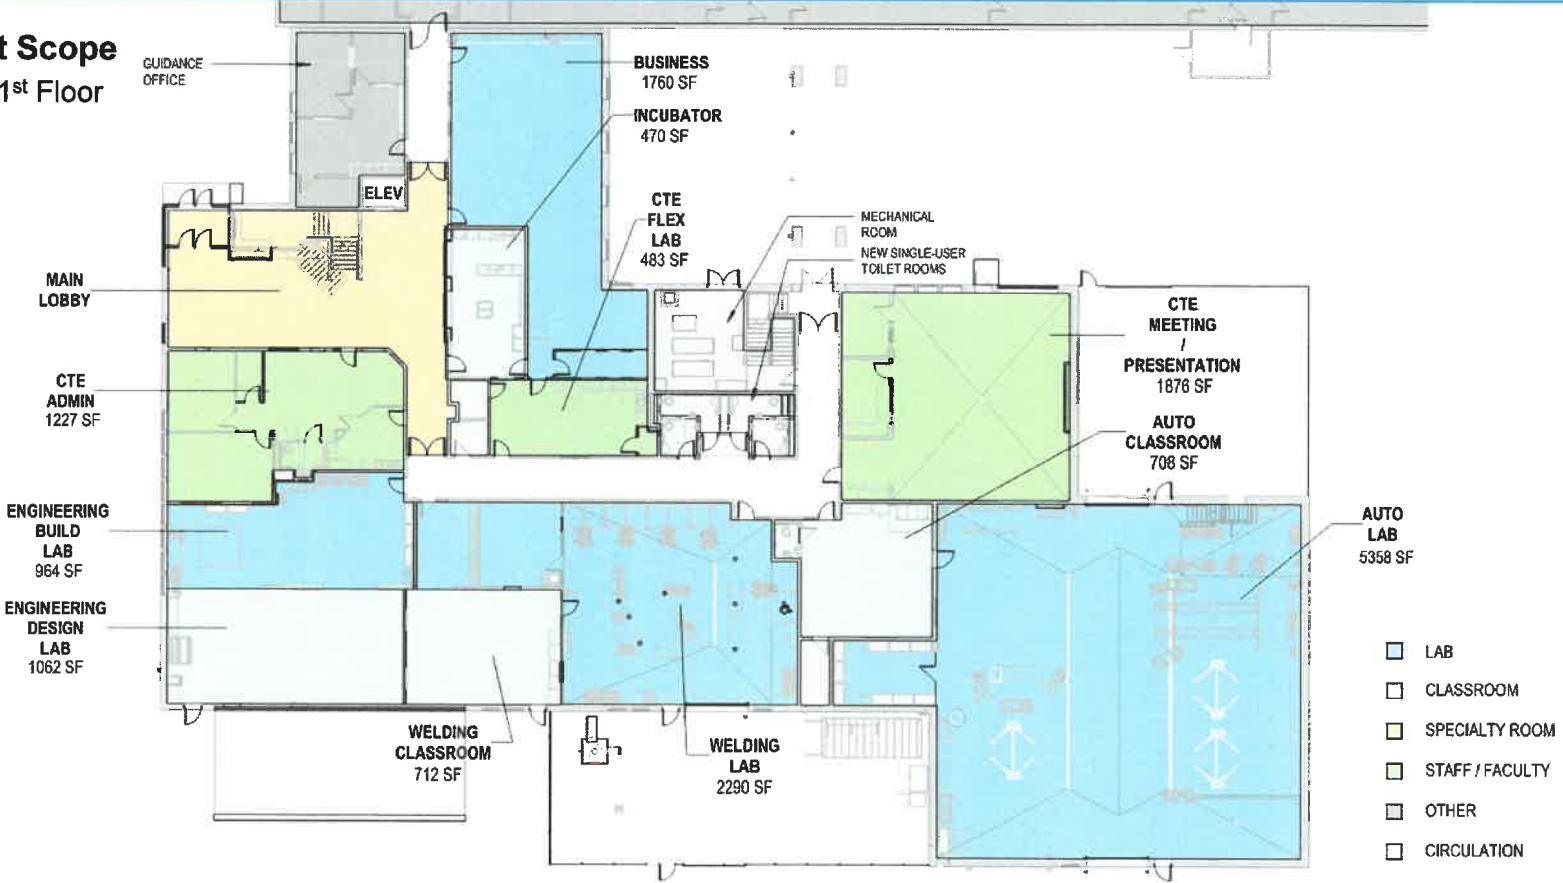 t Scope
1st Floor
GUIDANCE
OFFICE
BUSINESS
1760 SF
INCUBATOR
470 SF
ELEV
CTE
FLEX
LAB
483 SF
MECHANICAL
ROOM
NEW SINGLE-USER
TOILET ROOMS
MAIN
LOBBY
CTE
MEETING
/
PRESENTATION
1876 SF
CTE
ADMIN
1227 SF
AUTO
CLASSROOM
708 SF
ENGINEERING
BUILD
LAB
964 SF
AUTO
LAB
5358 SF
ENGINEERING
DESIGN
LAB
1062 SF
WELDING
CLASSROOM
712 SF
WELDING
LAB
2290 SF
LAB
CLASSROOM
SPECIALTY ROOM
STAFF / FACULTY
OTHER
CIRCULATION